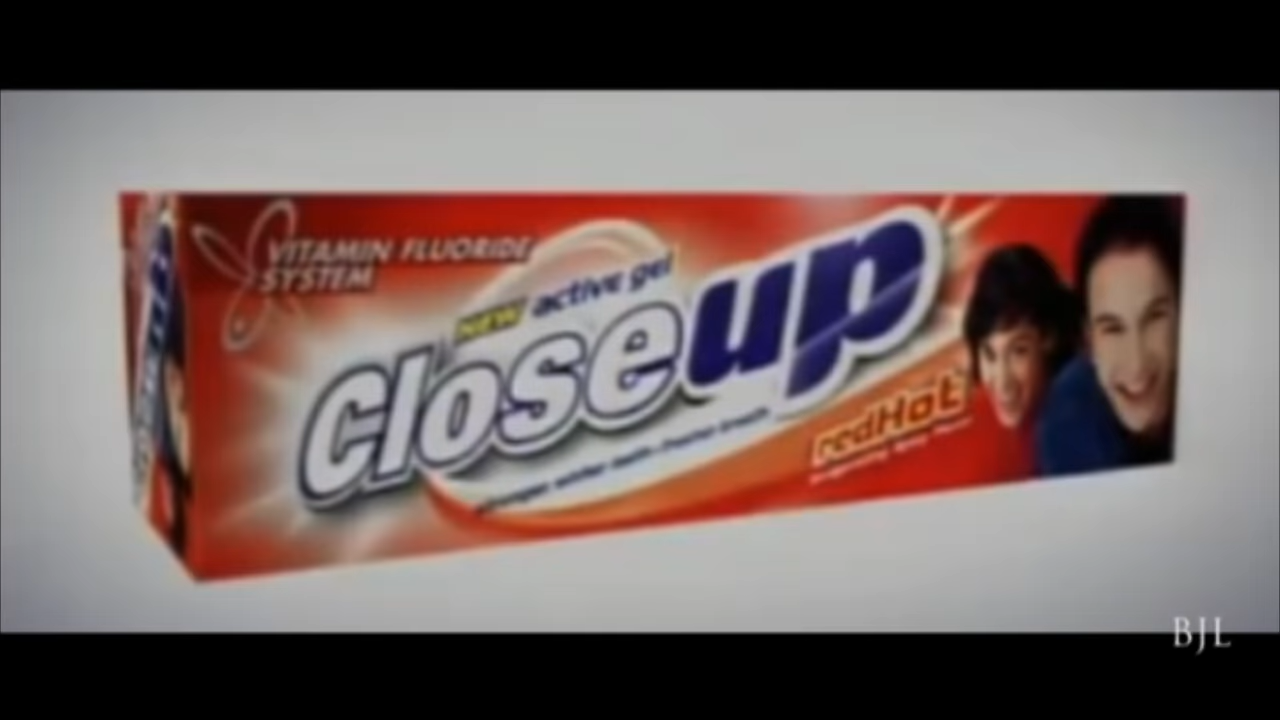 VITAMIN FLUORIDE
SYSTEM
NEW active gel
Closeup
redHot
BJL